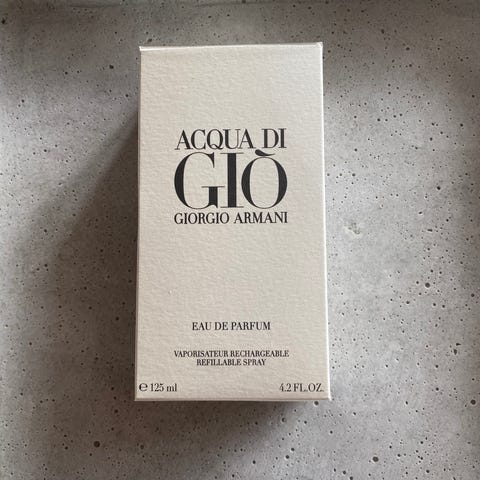 ACQUA DI
GIÒ
GIORGIO ARMANI
EAU DE PARFUM
VAPORISATEUR RECHARGEABLE
REFILLABLE SPRAY
℮ 125 ml 4.2 FL.OZ.